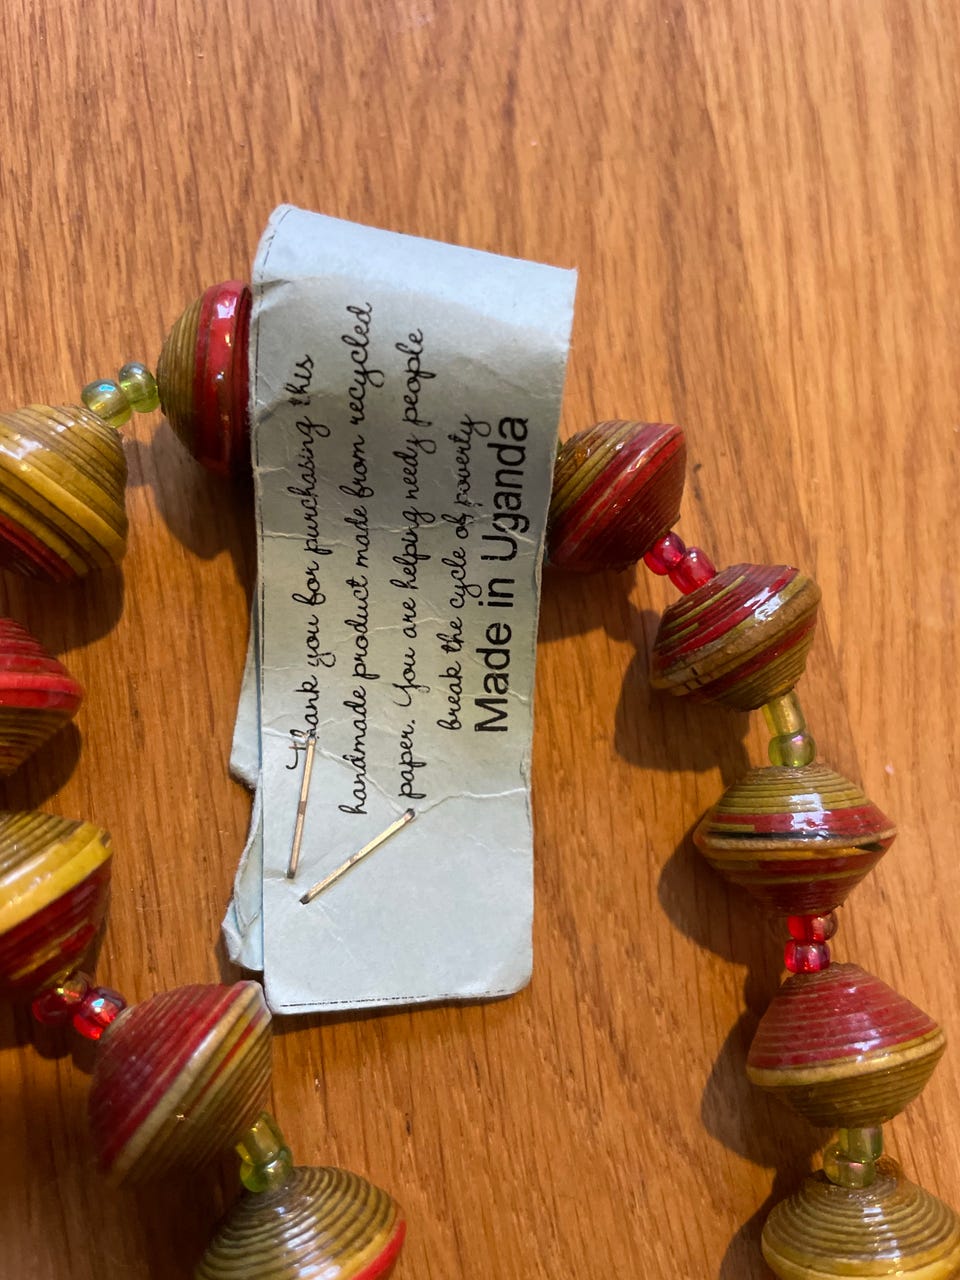 Thank you for purchasing this
handmade product made from recycled
paper. You are helping needy people
break the cycle of poverty
Made in Uganda